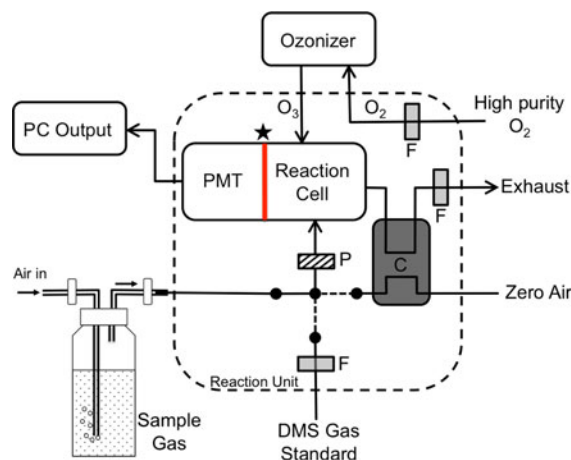 Ozonizer
O3
O2
High purity
O2
F
PC Output
PMT
Reaction
Cell
Exhaust
F
P
C
Air in
Zero Air
F
Reaction Unit
Sample
Gas
DMS Gas
Standard